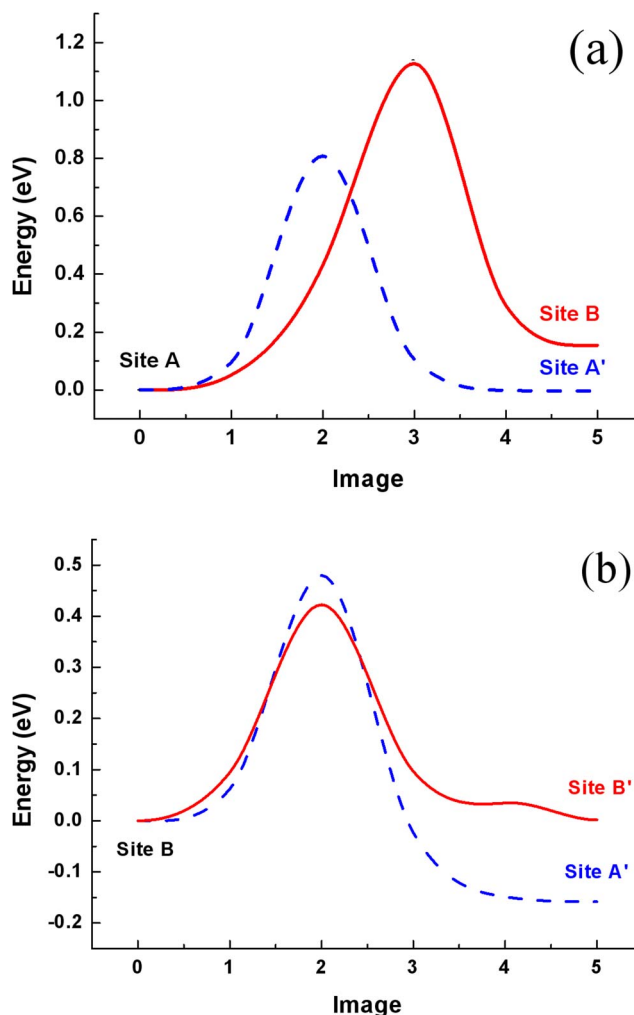 (a)
1.2
1.0
0.8
0.6
0.4
0.2
0.0
Energy (eV)
Site A
Site B
Site A'
0 1 2 3 4 5
Image
(b)
0.5
0.4
0.3
0.2
0.1
0.0
-0.1
-0.2
Energy (eV)
Site B
Site B'
Site A'
0 1 2 3 4 5
Image